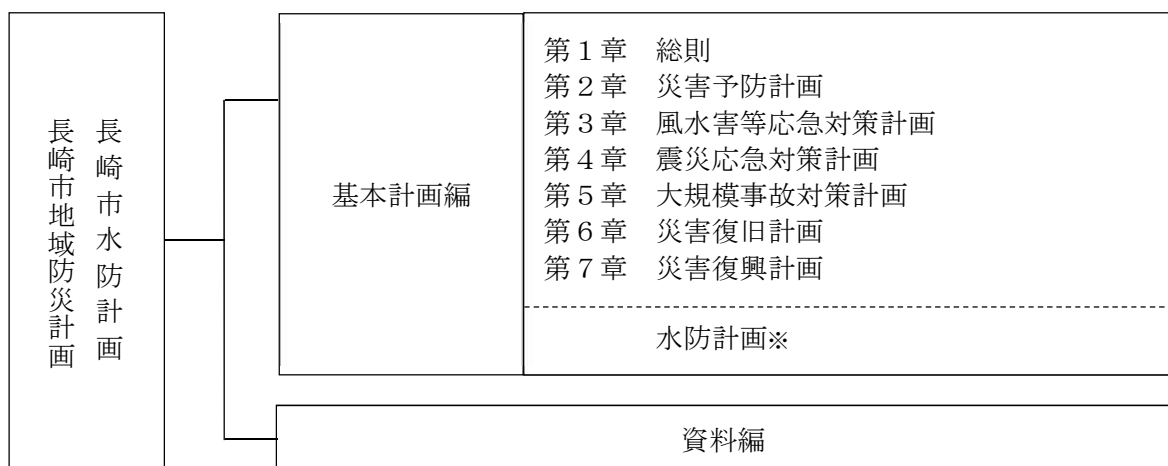 長崎市水防計画
長崎市地域防災計画
基本計画編
第１章　総則
第２章　災害予防計画
第３章　風水害等応急対策計画
第４章　震災応急対策計画
第５章　大規模事故対策計画
第６章　災害復旧計画
第７章　災害復興計画
水防計画※
資料編